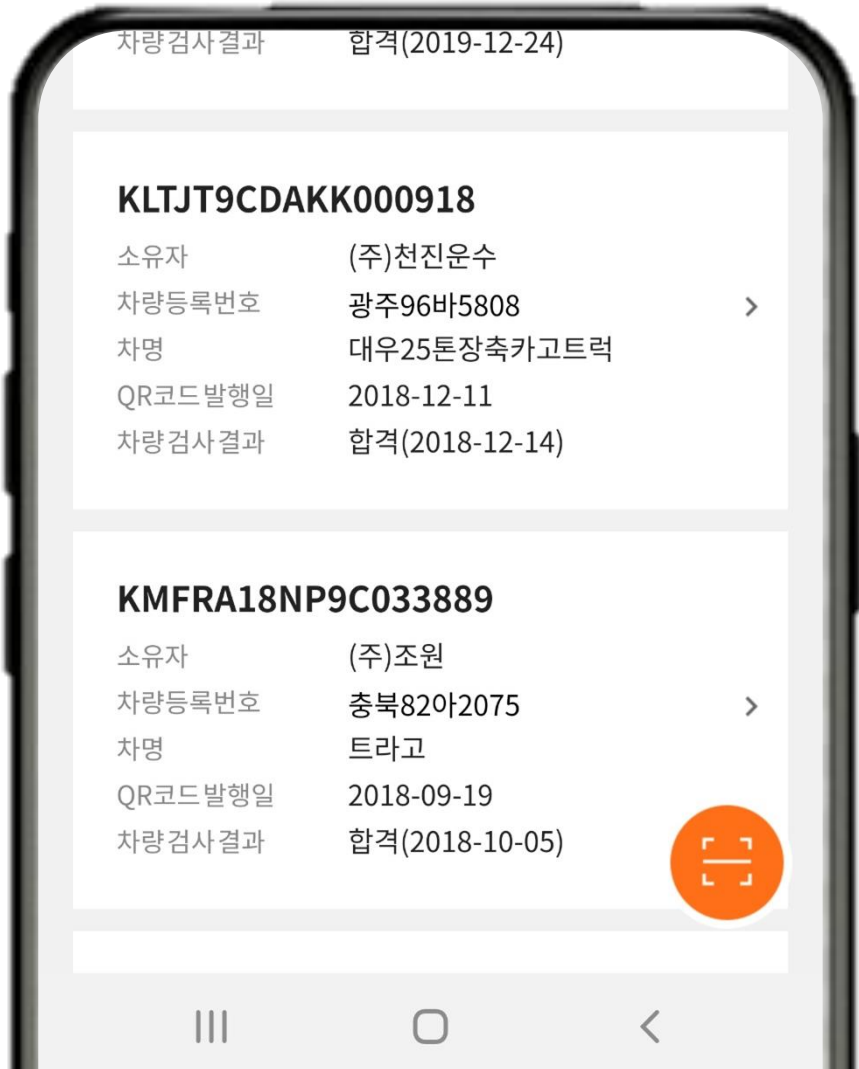 차량검사결과 합격(2019-12-24)
KLTJT9CDAKK000918
소유자 (주)천진운수
차량등록번호 광주96바5808
차명 대우25톤장축카고트럭
QR코드 발행일 2018-12-11
차량검사결과 합격(2018-12-14)
KMFRA18NP9C033889
소유자 (주)조원
차량등록번호 충북82아2075
차명 트라고
QR코드 발행일 2018-09-19
차량검사결과 합격(2018-10-05)